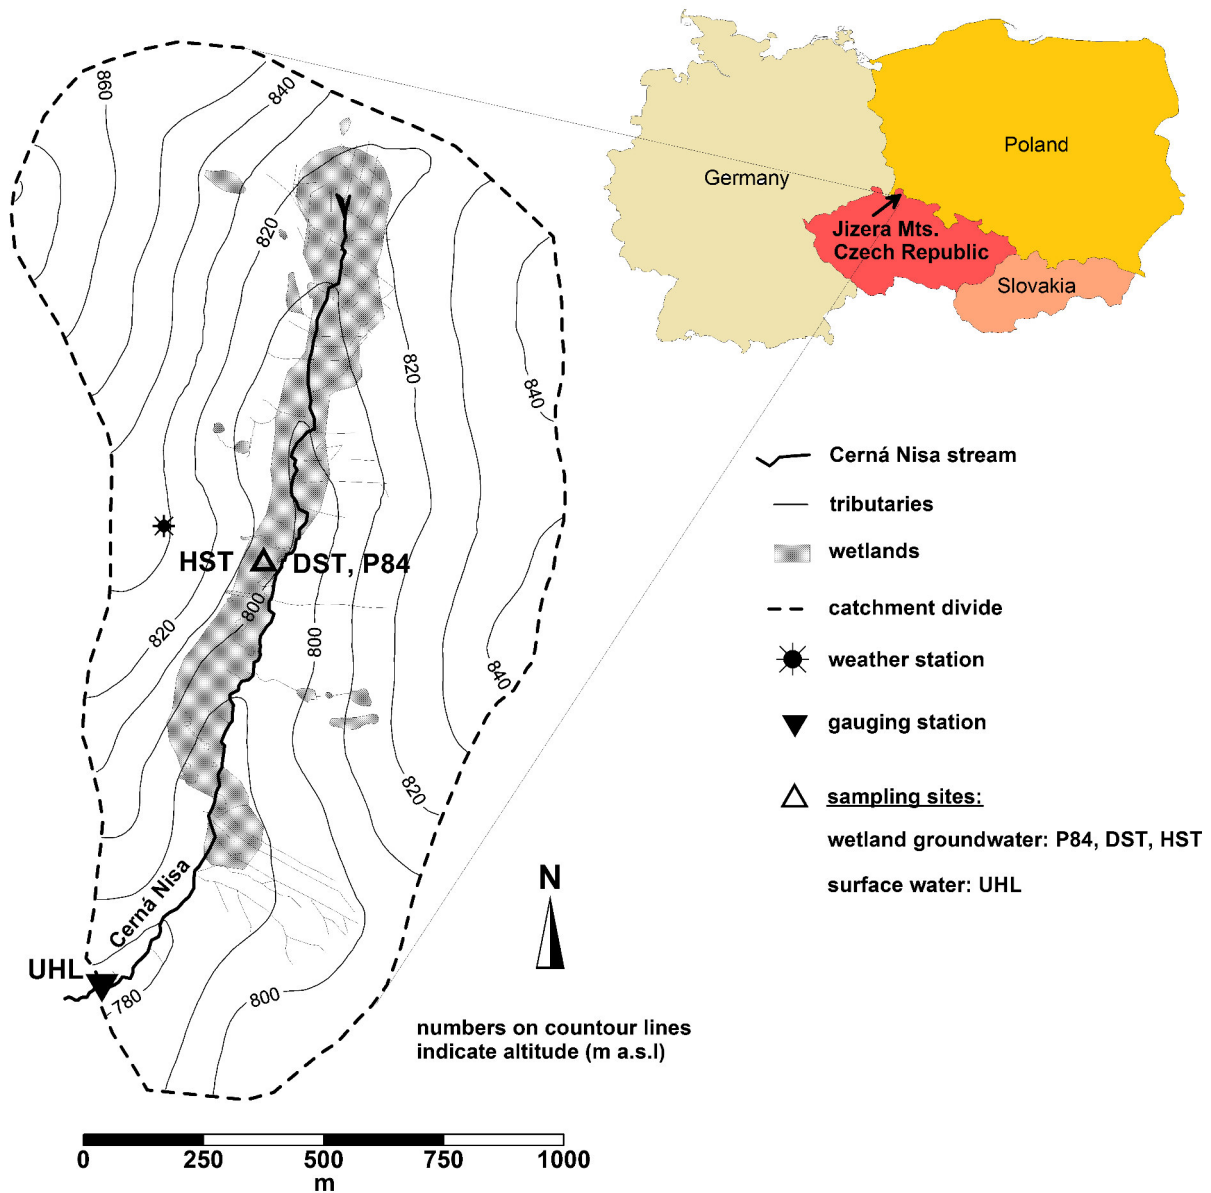 860
840
820
820
840
HST
DST, P84
800
820
800
840
820
Cerná Nisa
UHL
780
800
Germany
Poland
Jizera Mts.
Czech Republic
Slovakia
Cerná Nisa stream
tributaries
wetlands
catchment divide
weather station
gauging station
sampling sites:
wetland groundwater: P84, DST, HST
surface water: UHL
N
numbers on countour lines
indicate altitude (m a.s.l)
0 250 500 750 1000
m